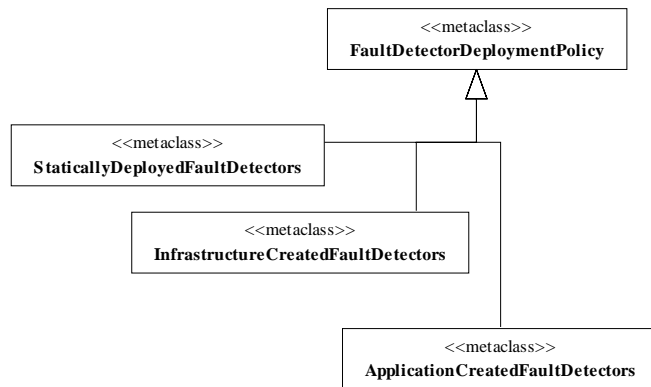 <<metaclass>>
FaultDetectorDeploymentPolicy
<<metaclass>>
StaticallyDeployedFaultDetectors
<<metaclass>>
InfrastructureCreatedFaultDetectors
<<metaclass>>
ApplicationCreatedFaultDetectors